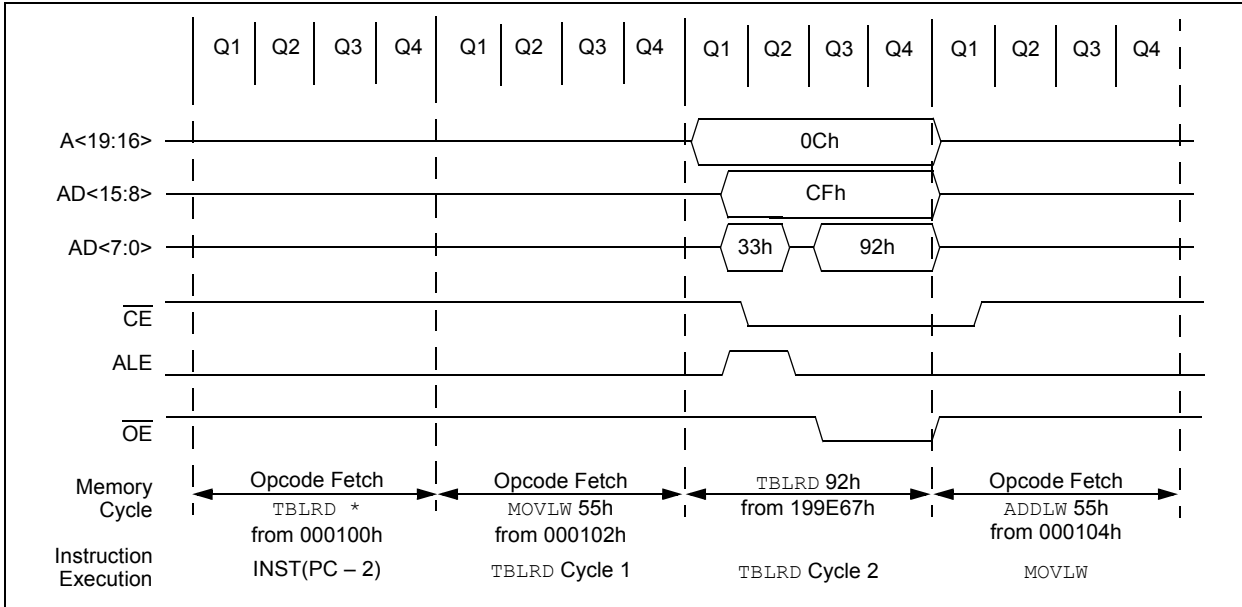 Q1 Q2 Q3 Q4 Q1 Q2 Q3 Q4 Q1 Q2 Q3 Q4 Q1 Q2 Q3 Q4
A<19:16> 0Ch
AD<15:8> CFh
AD<7:0> 33h 92h
CE
ALE
OE
Memory Cycle
Opcode Fetch
TBLRD *
from 000100h
Opcode Fetch
MOVLW 55h
from 000102h
TBLRD 92h
from 199E67h
Opcode Fetch
ADDLW 55h
from 000104h
Instruction Execution
INST(PC – 2)
TBLRD Cycle 1
TBLRD Cycle 2
MOVLW